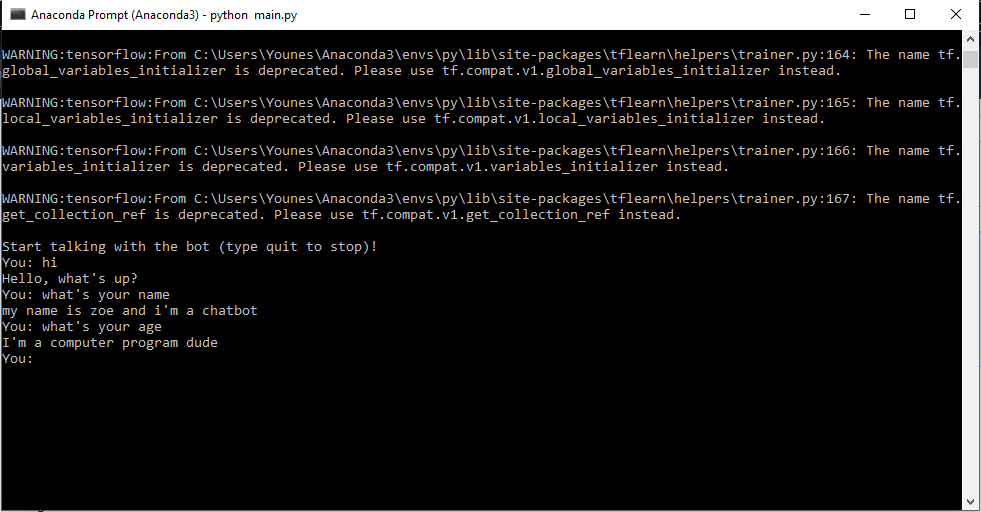 Anaconda Prompt (Anaconda3) - python  main.py
WARNING:tensorflow:From C:\Users\Younes\Anaconda3\envs\py\lib\site-packages\tflearn\helpers\trainer.py:164: The name tf.
global_variables_initializer is deprecated. Please use tf.compat.v1.global_variables_initializer instead.
WARNING:tensorflow:From C:\Users\Younes\Anaconda3\envs\py\lib\site-packages\tflearn\helpers\trainer.py:165: The name tf.
local_variables_initializer is deprecated. Please use tf.compat.v1.local_variables_initializer instead.
WARNING:tensorflow:From C:\Users\Younes\Anaconda3\envs\py\lib\site-packages\tflearn\helpers\trainer.py:166: The name tf.
variables_initializer is deprecated. Please use tf.compat.v1.variables_initializer instead.
WARNING:tensorflow:From C:\Users\Younes\Anaconda3\envs\py\lib\site-packages\tflearn\helpers\trainer.py:167: The name tf.
get_collection_ref is deprecated. Please use tf.compat.v1.get_collection_ref instead.
Start talking with the bot (type quit to stop)!
You: hi
Hello, what's up?
You: what's your name
my name is zoe and i'm a chatbot
You: what's your age
I'm a computer program dude
You: